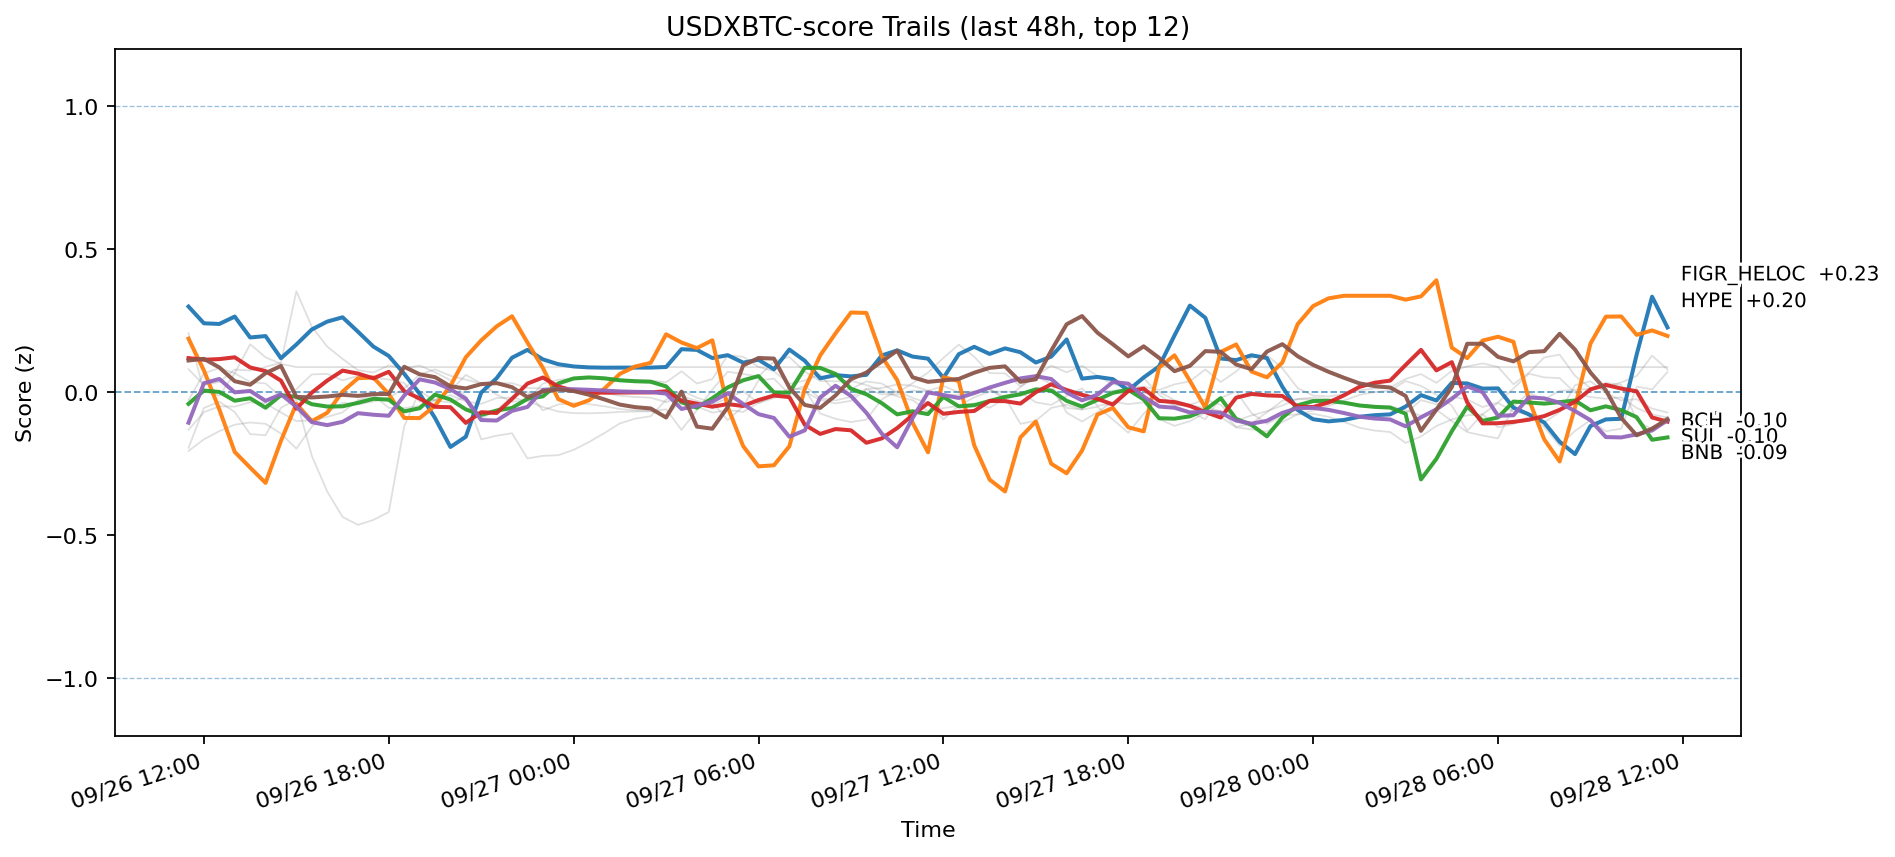 USDXBTC-score Trails (last 48h, top 12)
Score (z)
1.0
0.5
0.0
−0.5
−1.0
FIGR_HELOC +0.23
HYPE +0.20
BCH -0.10
-0.10
BNB -0.09
09/26 12:00
09/26 18:00
09/27 00:00
09/27 06:00
09/27 12:00
09/27 18:00
09/28 00:00
09/28 06:00
09/28 12:00
Time